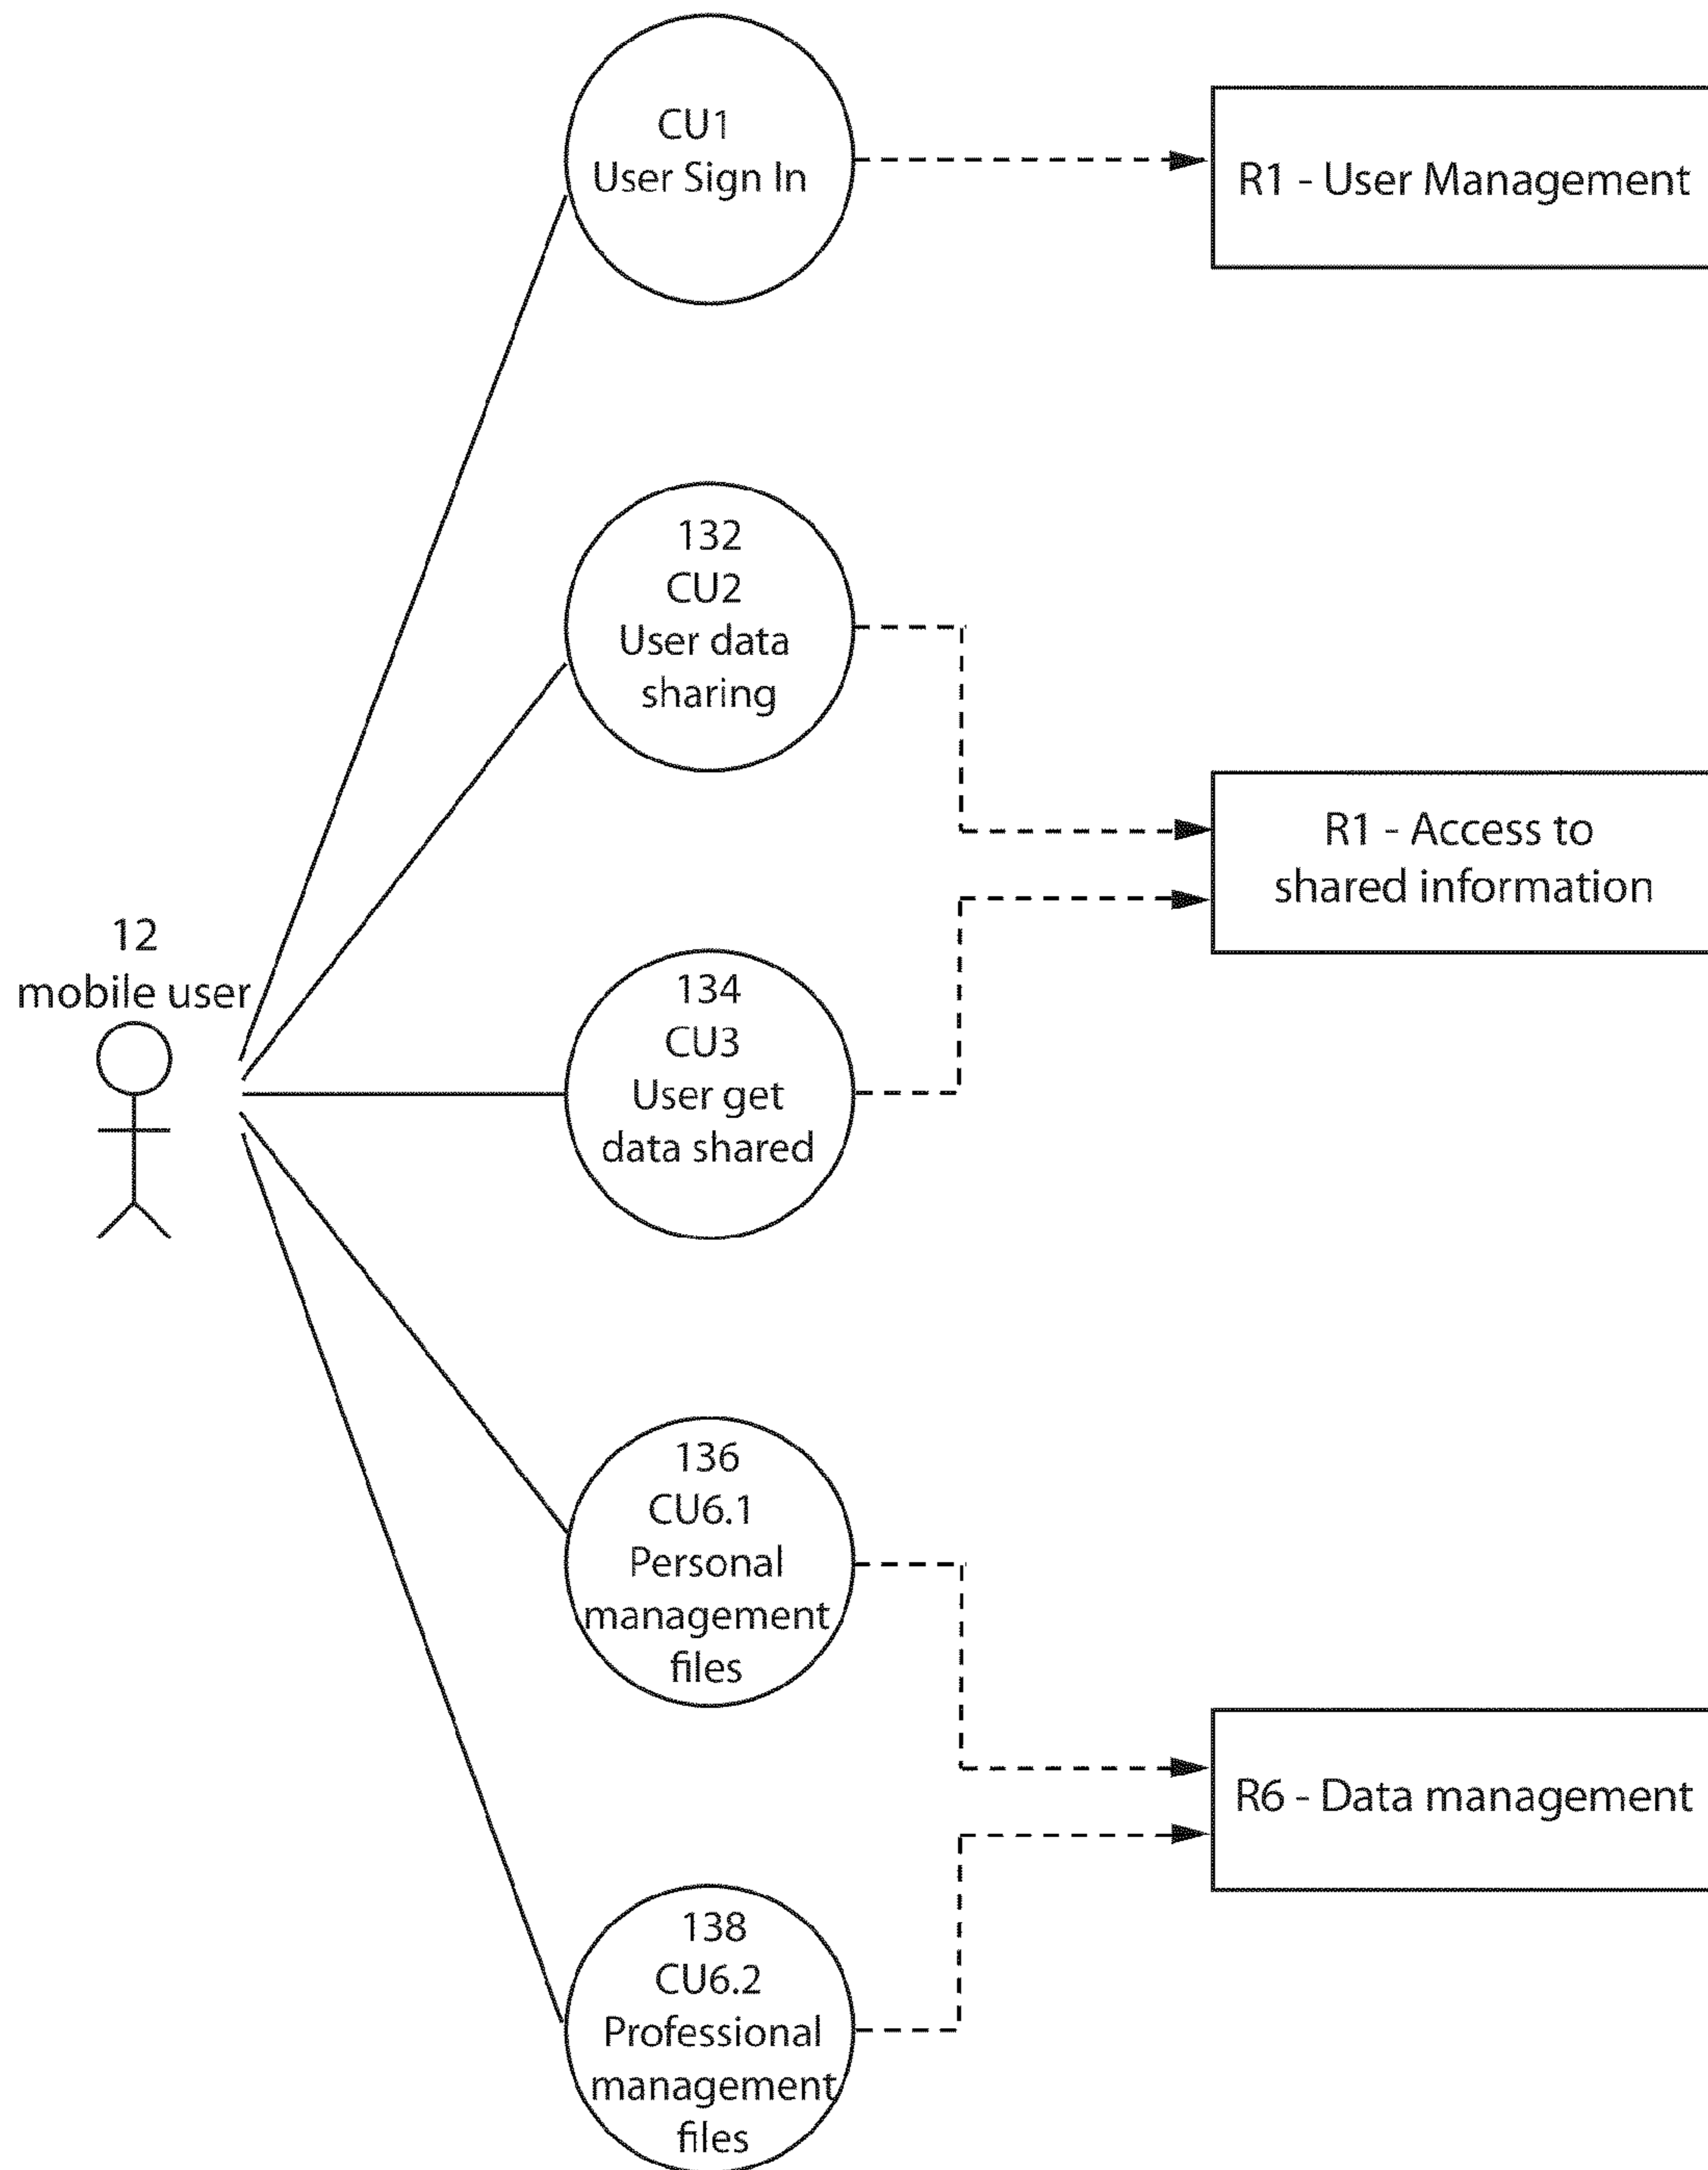 CU1
User Sign In
R1 - User Management
132
CU2
User data
sharing
R1 - Access to
shared information
12
mobile user
134
CU3
User get
data shared
136
CU6.1
Personal
management
files
R6 - Data management
138
CU6.2
Professional
management
files